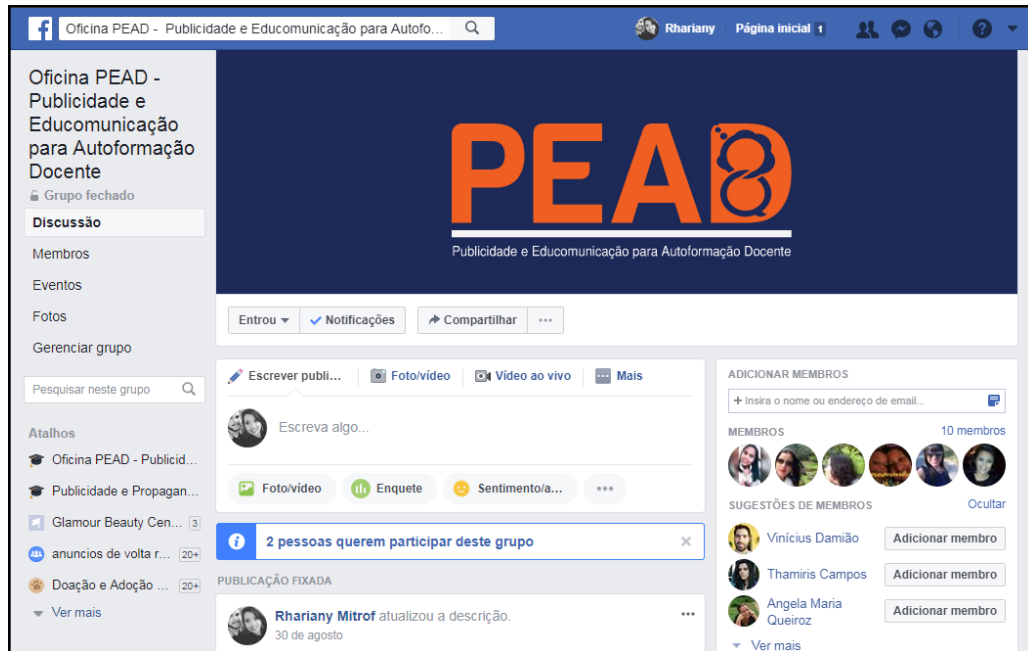 Oficina PEAD - Publicidade e Educomunicação para Autofo...
Rhariany
Página inicial 1
Oficina PEAD -
Publicidade e
Educomunicação
para Autoformação
Docente
Grupo fechado
Discussão
Membros
Eventos
Fotos
Gerenciar grupo
Pesquisar neste grupo
Atalhos
Oficina PEAD - Publicid...
Publicidade e Propagan...
Glamour Beauty Cen... 3
anuncios de volta r... 20+
Doação e Adoção ... 20+
Ver mais
PEAD
Publicidade e Educomunicação para Autoformação Docente
Entrou
Notificações
Compartilhar
Escrever publi...
Foto/vídeo
Vídeo ao vivo
Mais
Escreva algo...
Foto/vídeo
Enquete
Sentimento/a...
2 pessoas querem participar deste grupo
PUBLICAÇÃO FIXADA
Rhariany Mitrof atualizou a descrição.
30 de agosto
ADICIONAR MEMBROS
+ Insira o nome ou endereço de email...
MEMBROS
10 membros
SUGESTÕES DE MEMBROS
Ocultar
Vinícius Damião
Adicionar membro
Thamiris Campos
Adicionar membro
Angela Maria
Queiroz
Adicionar membro
Ver mais